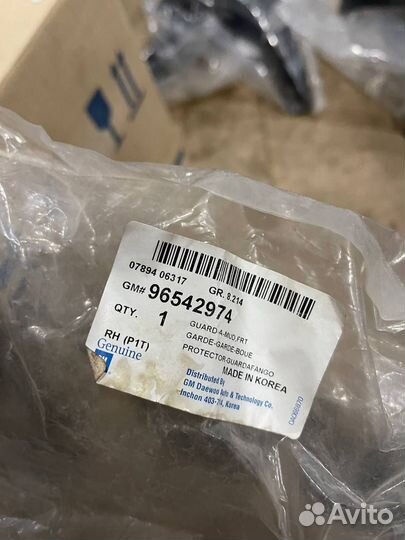 07894 06317 GR. 8.214
GM# 96542974
QTY. 1
GUARD A-MUD,FRT
GARDE-GARDE-BOUE
PROTECTOR-GUARDAFANGO
RH (P1T)
MADE IN KOREA
Genuine
Distributed By
GM Daewoo Auto & Technology Co.
Inchon 403-714, Korea
Avito